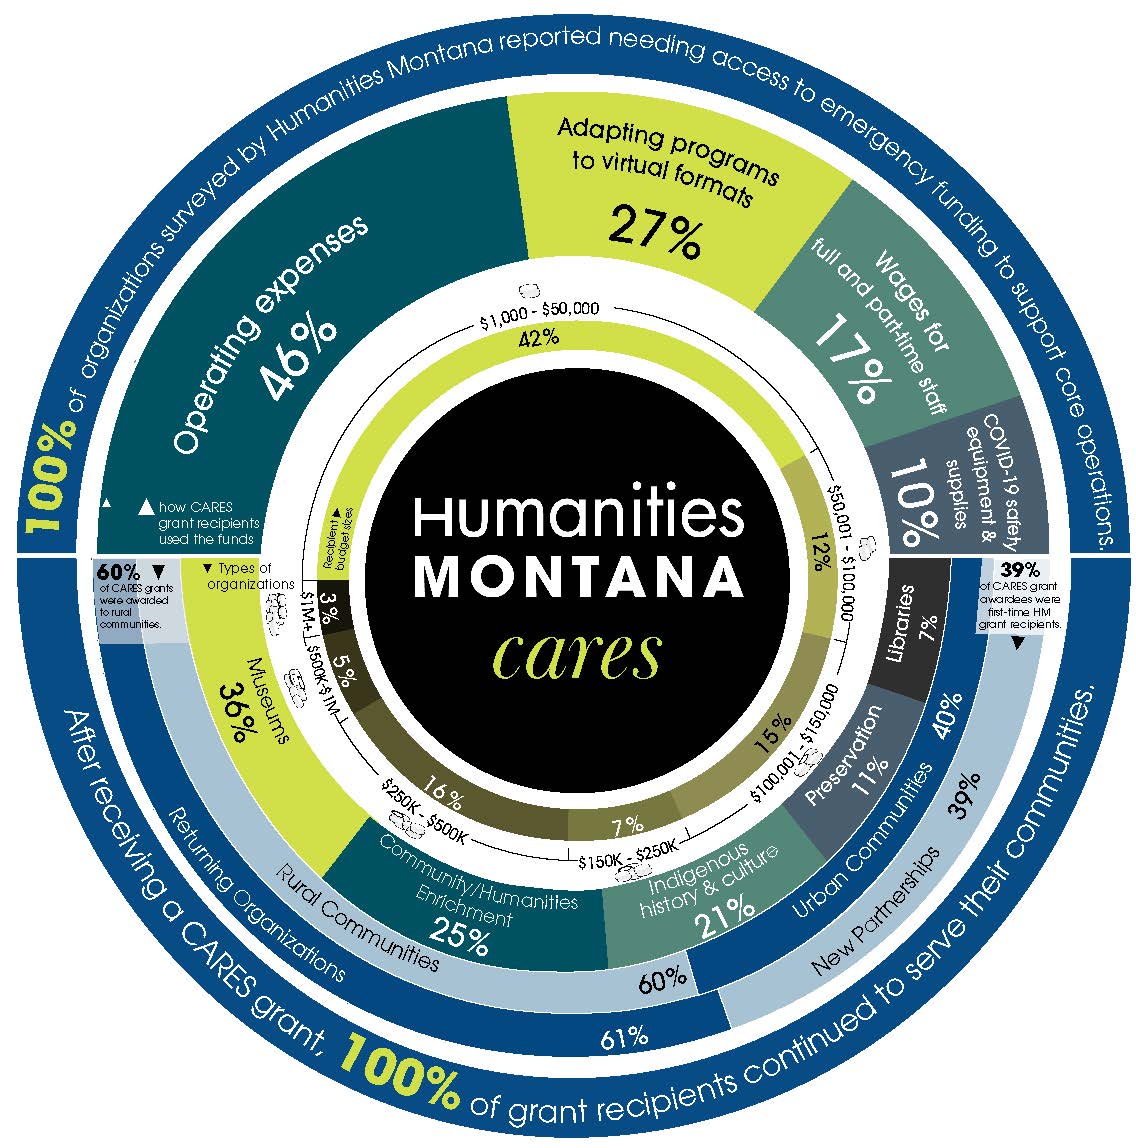 100% of organizations surveyed by Humanities Montana reported needing access to emergency funding to support core operations.
Operating expenses
46%
Adapting programs
to virtual formats
27%
Wages for
full and part-time staff
17%
COVID-19 safety
equipment &
supplies
10%
▲ how CARES
grant recipients
used the funds
$1,000 - $50,000
42%
$50,001 - $100,000
12%
$100,001 - $150,000
15%
$150K - $250K
7%
$250K - $500K
16%
$500K-$1M
5%
$1M+
3%
Recipient ▶
budget sizes
Humanities
MONTANA
cares
60% ▼
of CARES grants
were awarded
to rural
communities.
▼ Types of
organizations
39%
of CARES grant
awardees were
first-time HM
grant recipients.
▼
Museums
36%
Community/Humanities
Enrichment
25%
Indigenous
history & culture
21%
Preservation
11%
Libraries
7%
Rural Communities
60%
Urban Communities
40%
Returning Organizations
61%
New Partnerships
39%
After receiving a CARES grant, 100% of grant recipients continued to serve their communities.